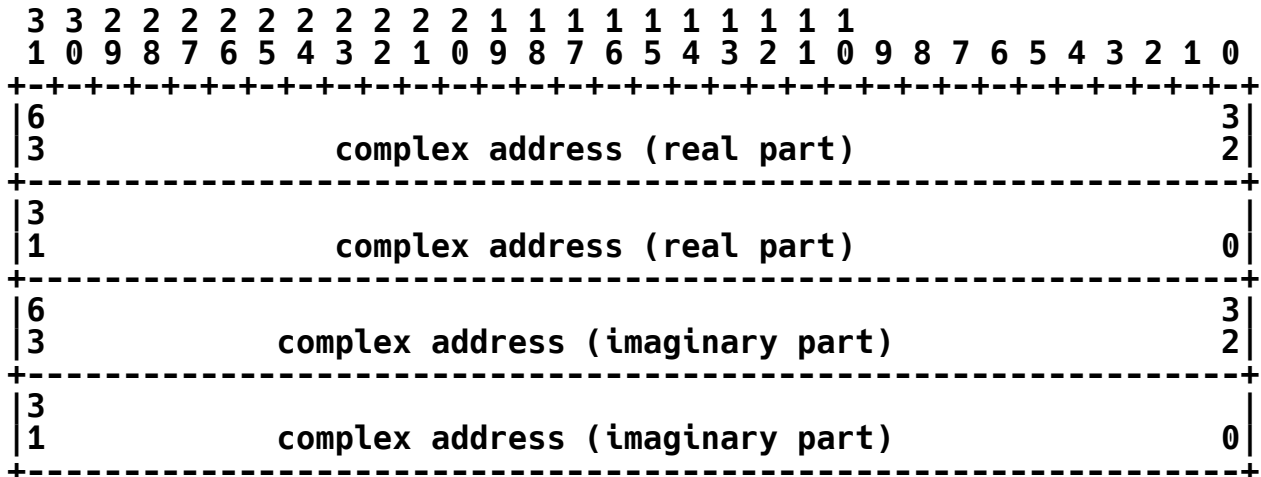 3 3 2 2 2 2 2 2 2 2 2 2 1 1 1 1 1 1 1 1 1 1
 1 0 9 8 7 6 5 4 3 2 1 0 9 8 7 6 5 4 3 2 1 0 9 8 7 6 5 4 3 2 1 0
+-+-+-+-+-+-+-+-+-+-+-+-+-+-+-+-+-+-+-+-+-+-+-+-+-+-+-+-+-+-+-+-+
|6                                                             3|
|3               complex address (real part)                   2|
+---------------------------------------------------------------+
|3                                                              |
|1               complex address (real part)                   0|
+---------------------------------------------------------------+
|6                                                             3|
|3            complex address (imaginary part)                 2|
+---------------------------------------------------------------+
|3                                                              |
|1            complex address (imaginary part)                 0|
+---------------------------------------------------------------+